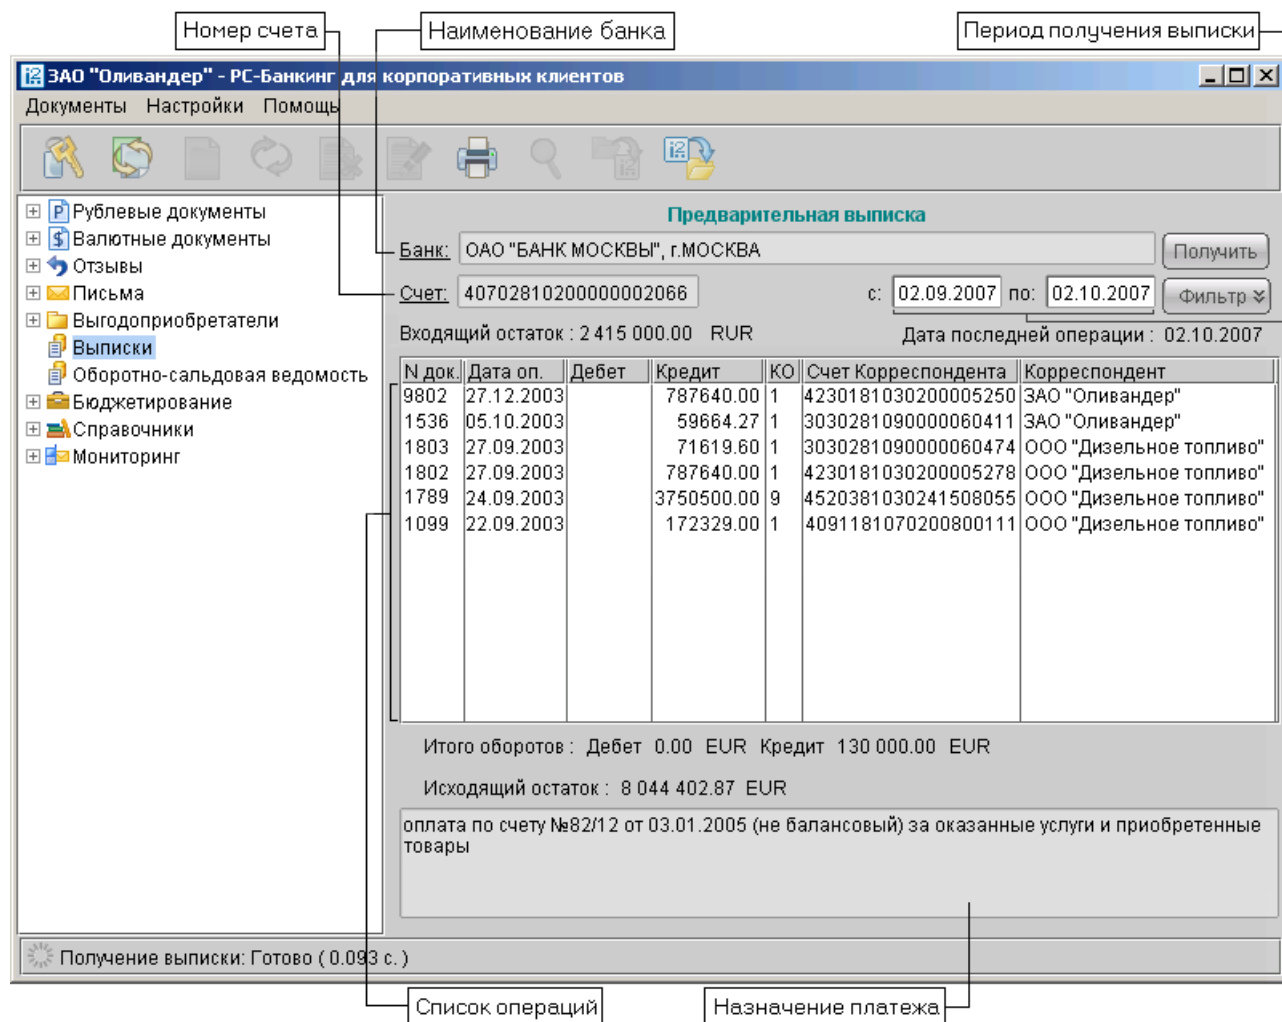 Номер счета
Наименование банка
Период получения выписки
ЗАО "Оливандер" - РС-Банкинг для корпоративных клиентов
Документы Настройки Помощь
Рублевые документы
Валютные документы
Отзывы
Письма
Выгодоприобретатели
Выписки
Оборотно-сальдовая ведомость
Бюджетирование
Справочники
Мониторинг
Предварительная выписка
Банк: ОАО "БАНК МОСКВЫ", г.МОСКВА Получить
Счет: 40702810200000002066 с: 02.09.2007 по: 02.10.2007 Фильтр
Входящий остаток : 2 415 000.00 RUR Дата последней операции : 02.10.2007
N док. Дата оп. Дебет Кредит КО Счет Корреспондента Корреспондент
9802 27.12.2003 787640.00 1 42301810302000005250 ЗАО "Оливандер"
1536 05.10.2003 59664.27 1 30302810900000060411 ЗАО "Оливандер"
1803 27.09.2003 71619.60 1 30302810900000060474 ООО "Дизельное топливо"
1802 27.09.2003 787640.00 1 42301810302000005278 ООО "Дизельное топливо"
1789 24.09.2003 3750500.00 9 45203810302415080055 ООО "Дизельное топливо"
1099 22.09.2003 172329.00 1 40911810702008000111 ООО "Дизельное топливо"
Итого оборотов : Дебет 0.00 EUR Кредит 130 000.00 EUR
Исходящий остаток : 8 044 402.87 EUR
оплата по счету №82/12 от 03.01.2005 (не балансовый) за оказанные услуги и приобретенные
товары
Получение выписки: Готово ( 0.093 с. )
Список операций
Назначение платежа